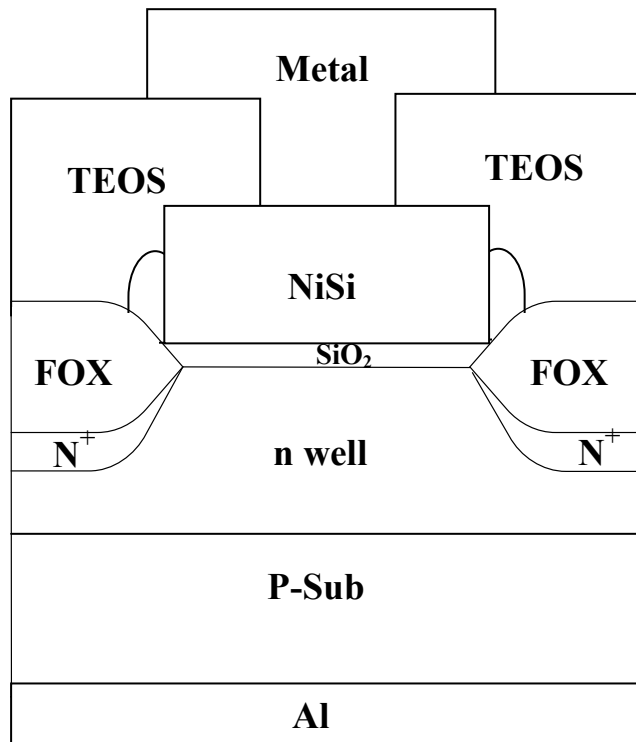 Metal
TEOS
TEOS
NiSi
SiO₂
FOX
FOX
N⁺
n well
N⁺
P-Sub
Al